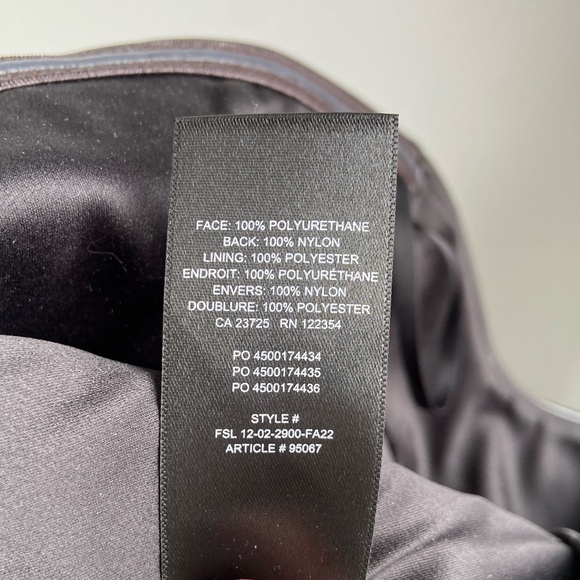 FACE: 100% POLYURETHANE
BACK: 100% NYLON
LINING: 100% POLYESTER
ENDROIT: 100% POLYURÉTHANE
ENVERS: 100% NYLON
DOUBLURE: 100% POLYESTER
CA 23725 RN 122354
PO 4500174434
PO 4500174435
PO 4500174436
STYLE #
FSL 12-02-2900-FA22
ARTICLE # 95067